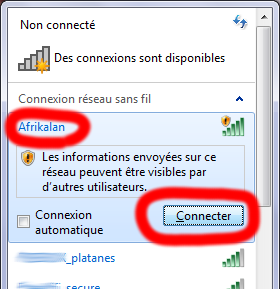 Non connecté
Des connexions sont disponibles
Connexion réseau sans fil
Afrikalan
Les informations envoyées sur ce
réseau peuvent être visibles par
d'autres utilisateurs.
Connexion
automatique
Connecter
_platanes
secure